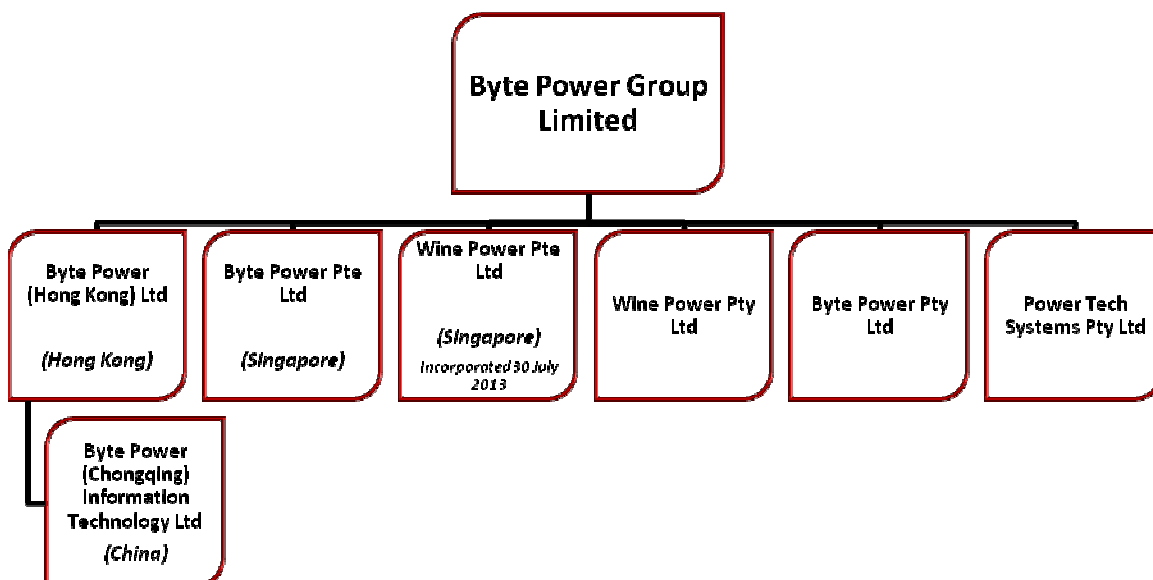 Byte Power Group
Limited
Byte Power
(Hong Kong) Ltd
(Hong Kong)
Byte Power Pte
Ltd
(Singapore)
Wine Power Pte
Ltd
(Singapore)
Incorporated 30 July
2013
Wine Power Pty
Ltd
Byte Power Pty
Ltd
Power Tech
Systems Pty Ltd
Byte Power
(Chongqing)
Information
Technology Ltd
(China)